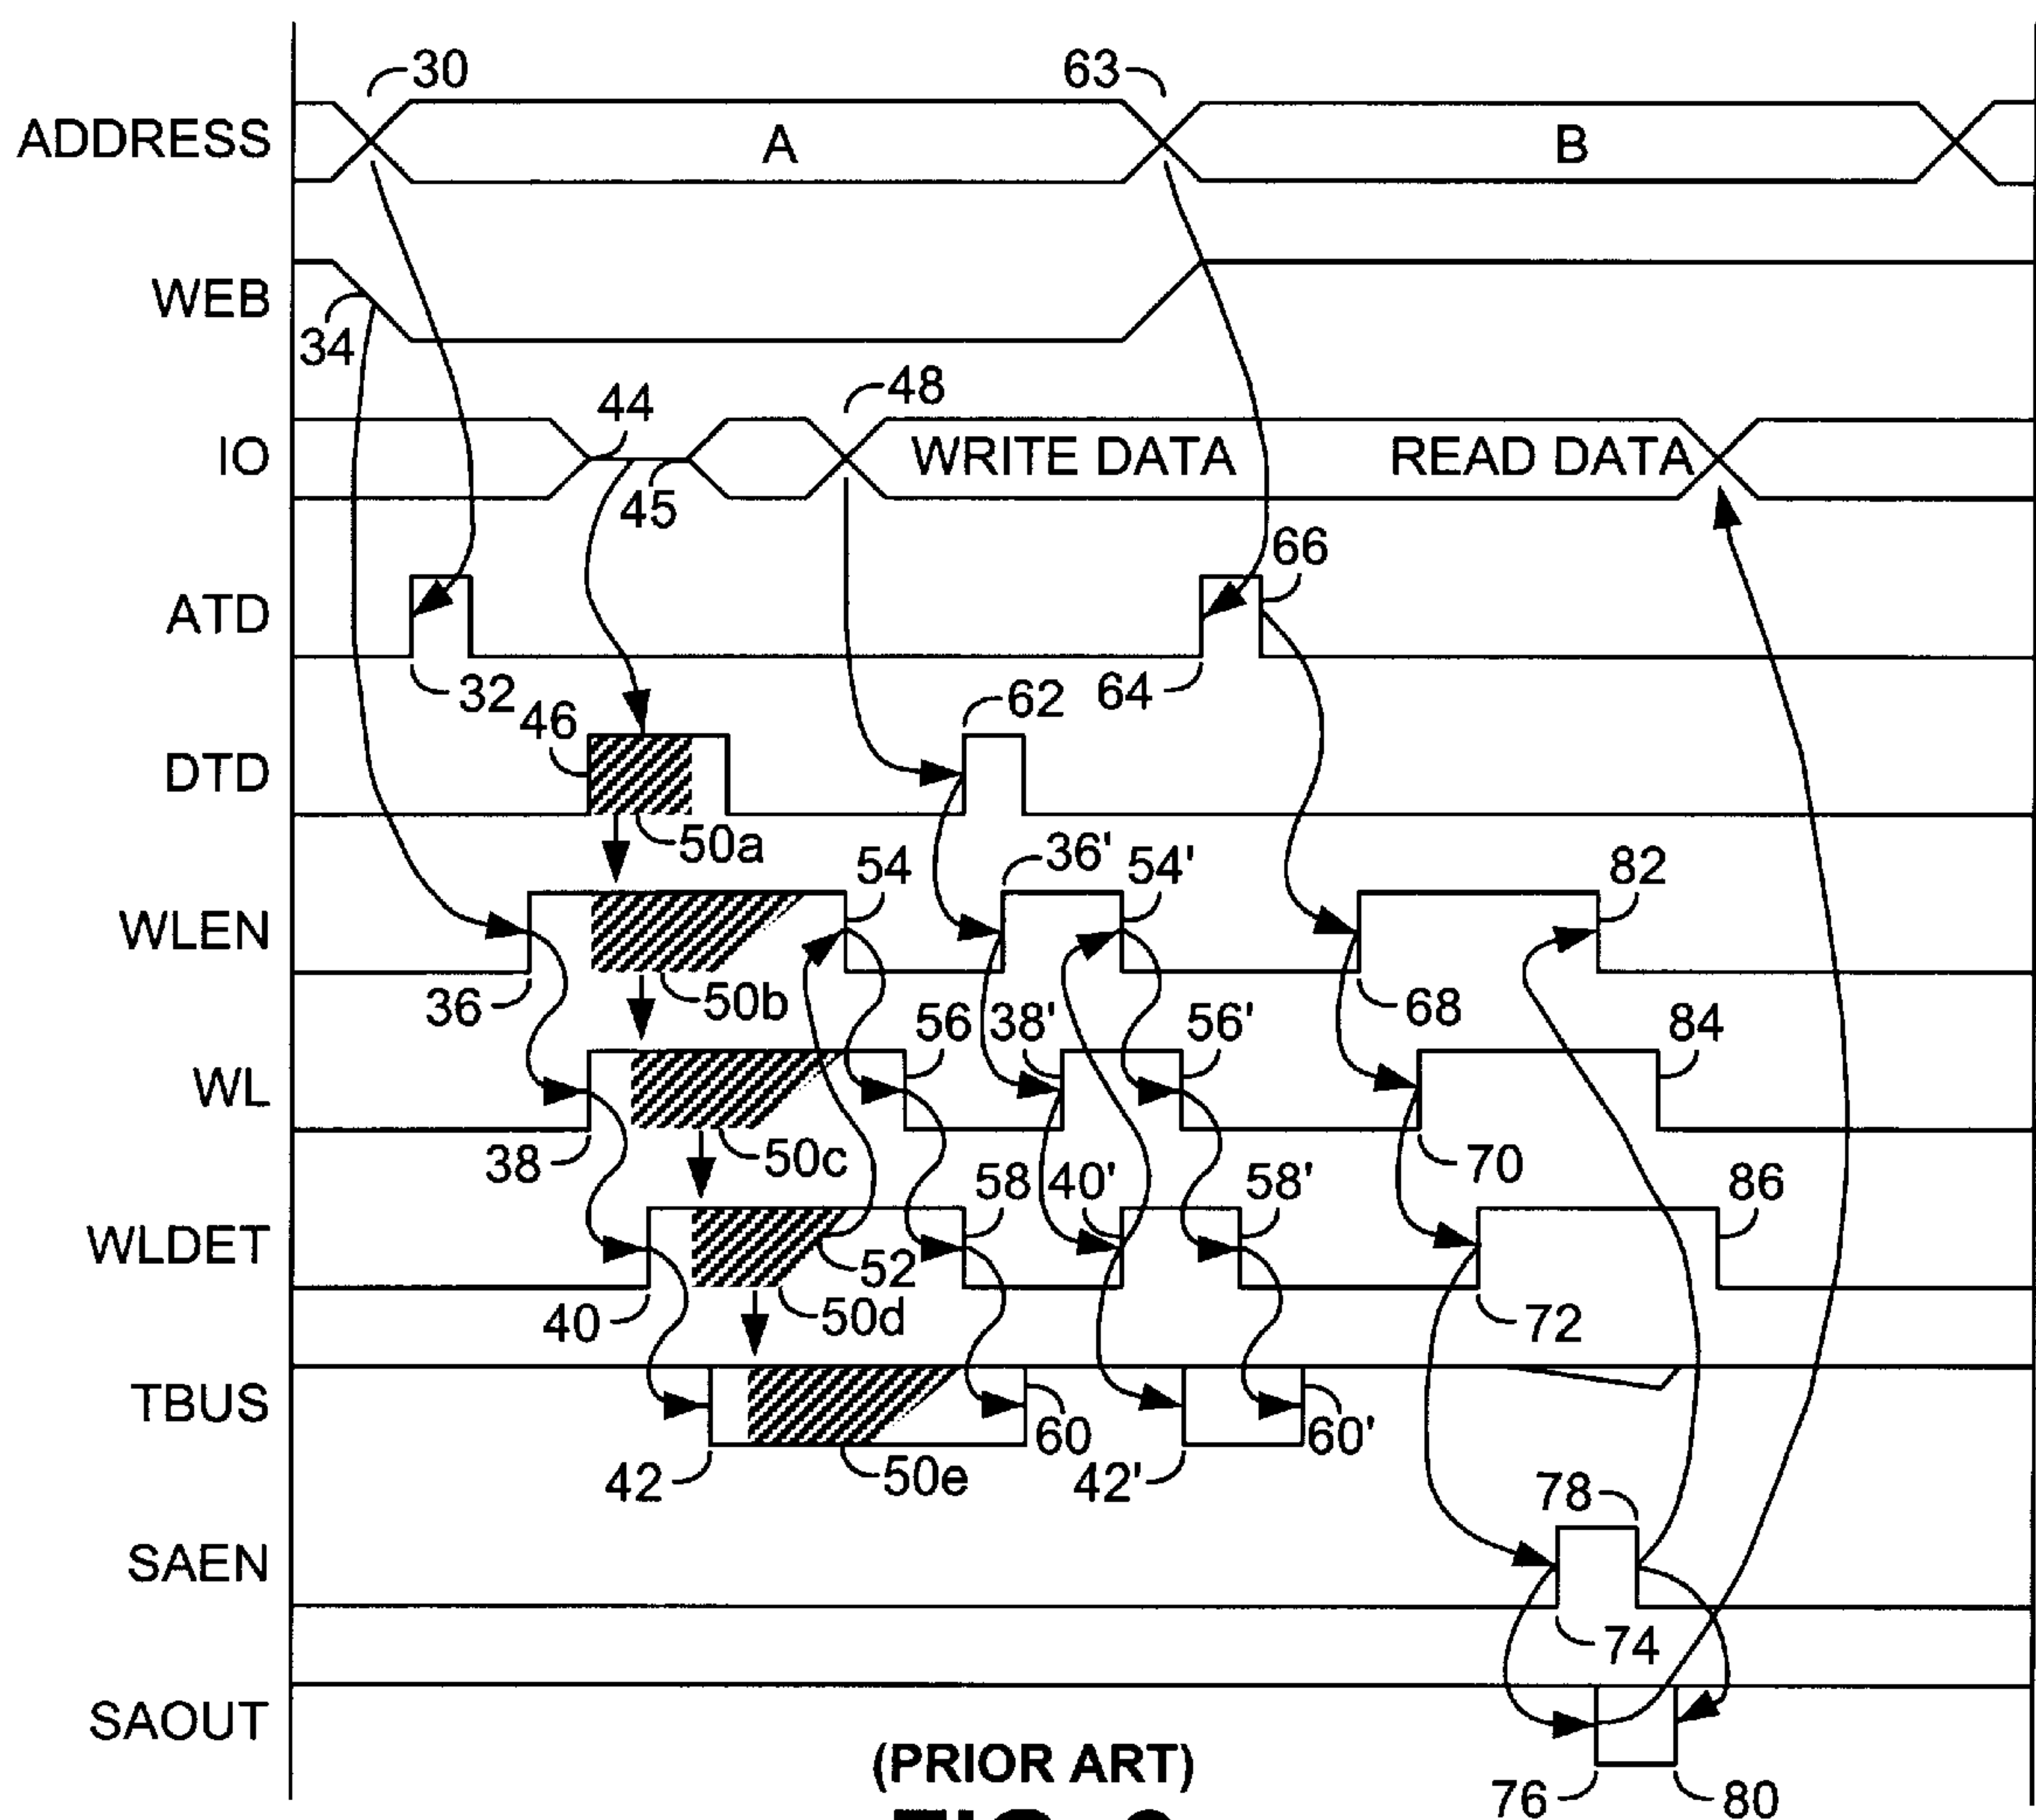 30
63
ADDRESS
A
B
WEB
34
48
44
IO
WRITE DATA
READ DATA
45
66
ATD
32
64
62
46
DTD
50a
36'
54'
54
82
WLEN
36
50b
68
56
38'
56'
84
WL
38
50c
70
58
40'
58'
86
WLDET
52
40
50d
72
TBUS
60
60'
42
50e
42'
78
SAEN
74
SAOUT
(PRIOR ART)
76
80